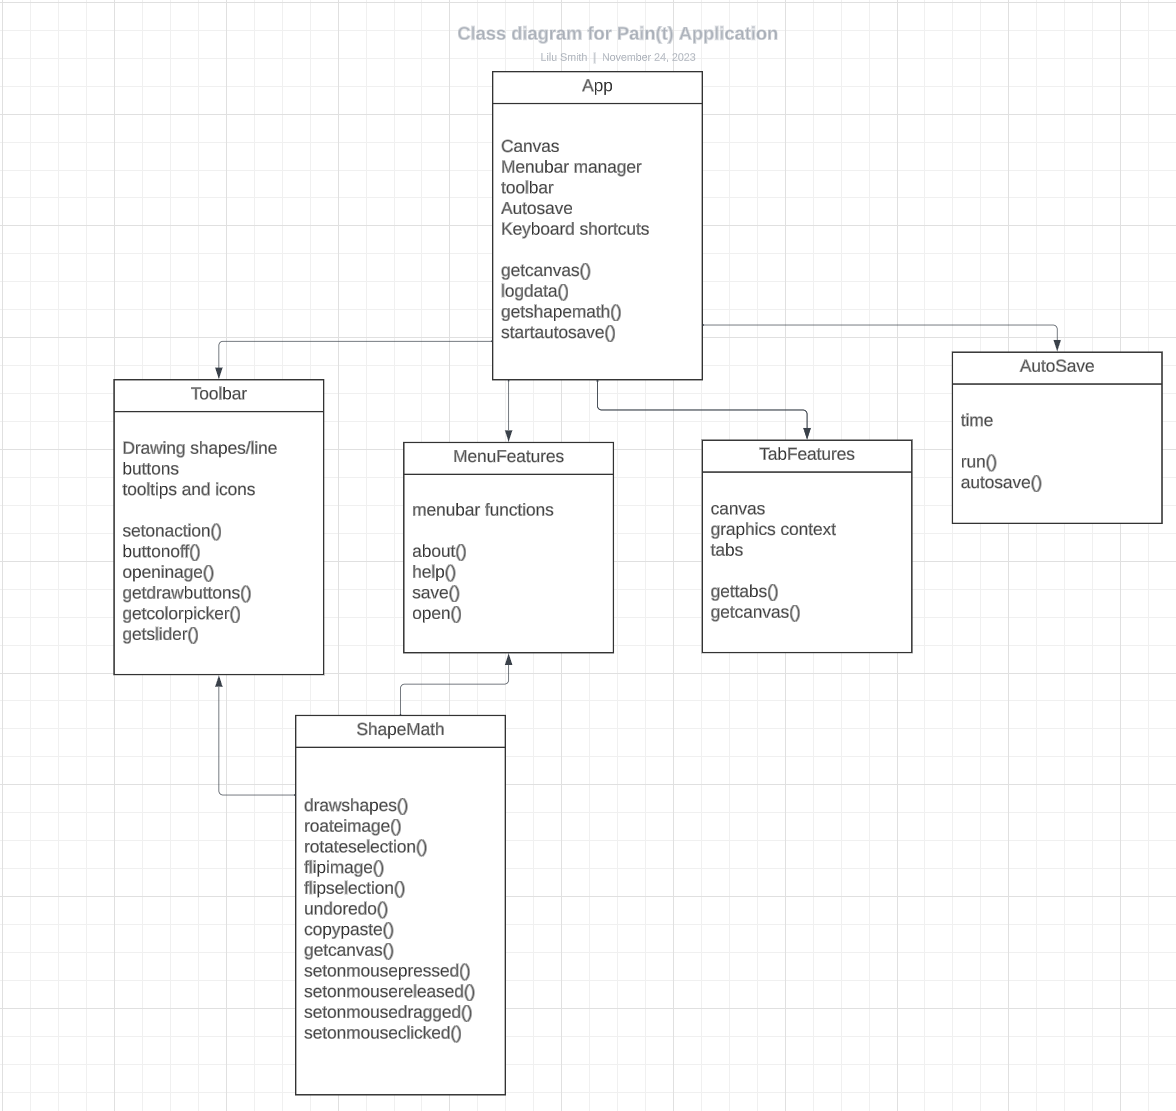 Class diagram for Pain(t) Application
Lilu Smith | November 24, 2023
App
Canvas
Menubar manager
toolbar
Autosave
Keyboard shortcuts
getcanvas()
logdata()
getshapemath()
startautosave()
Toolbar
Drawing shapes/line
buttons
tooltips and icons
setonaction()
buttonoff()
openinage()
getdrawbuttons()
getcolorpicker()
getslider()
MenuFeatures
menubar functions
about()
help()
save()
open()
TabFeatures
canvas
graphics context
tabs
gettabs()
getcanvas()
AutoSave
time
run()
autosave()
ShapeMath
drawshapes()
roateimage()
rotateselection()
flipimage()
flipselection()
undoredo()
copypaste()
getcanvas()
setonmousepressed()
setonmousereleased()
setonmousedragged()
setonmouseclicked()